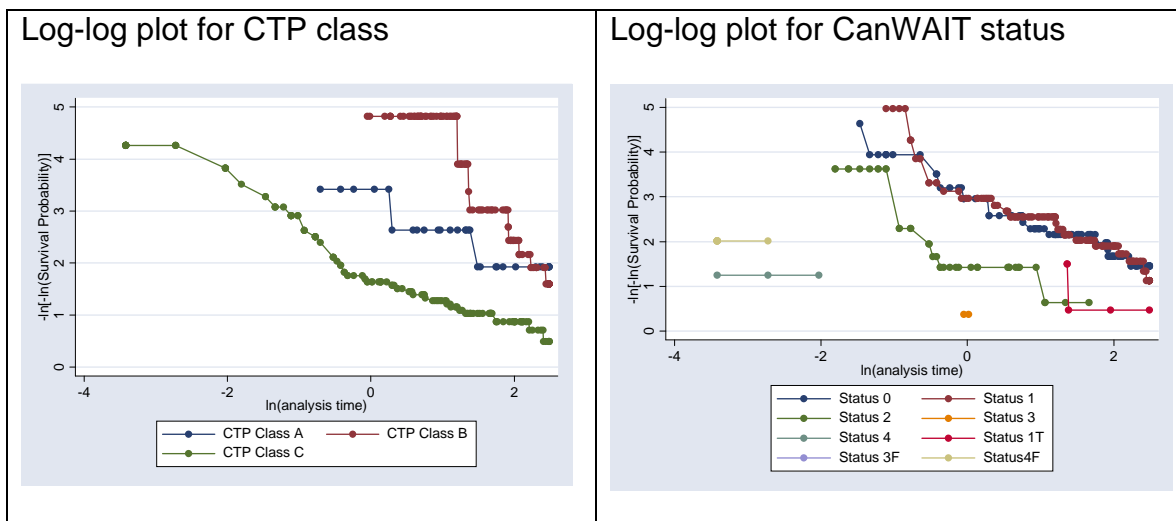 Log-log plot for CTP class
-ln[-ln(Survival Probability)]
5
4
3
2
1
0
-4
-2
0
2
ln(analysis time)
CTP Class A
CTP Class B
CTP Class C
Log-log plot for CanWAIT status
-ln[-ln(Survival Probability)]
5
4
3
2
1
0
-4
-2
0
2
ln(analysis time)
Status 0
Status 1
Status 2
Status 3
Status 4
Status 1T
Status 3F
Status4F